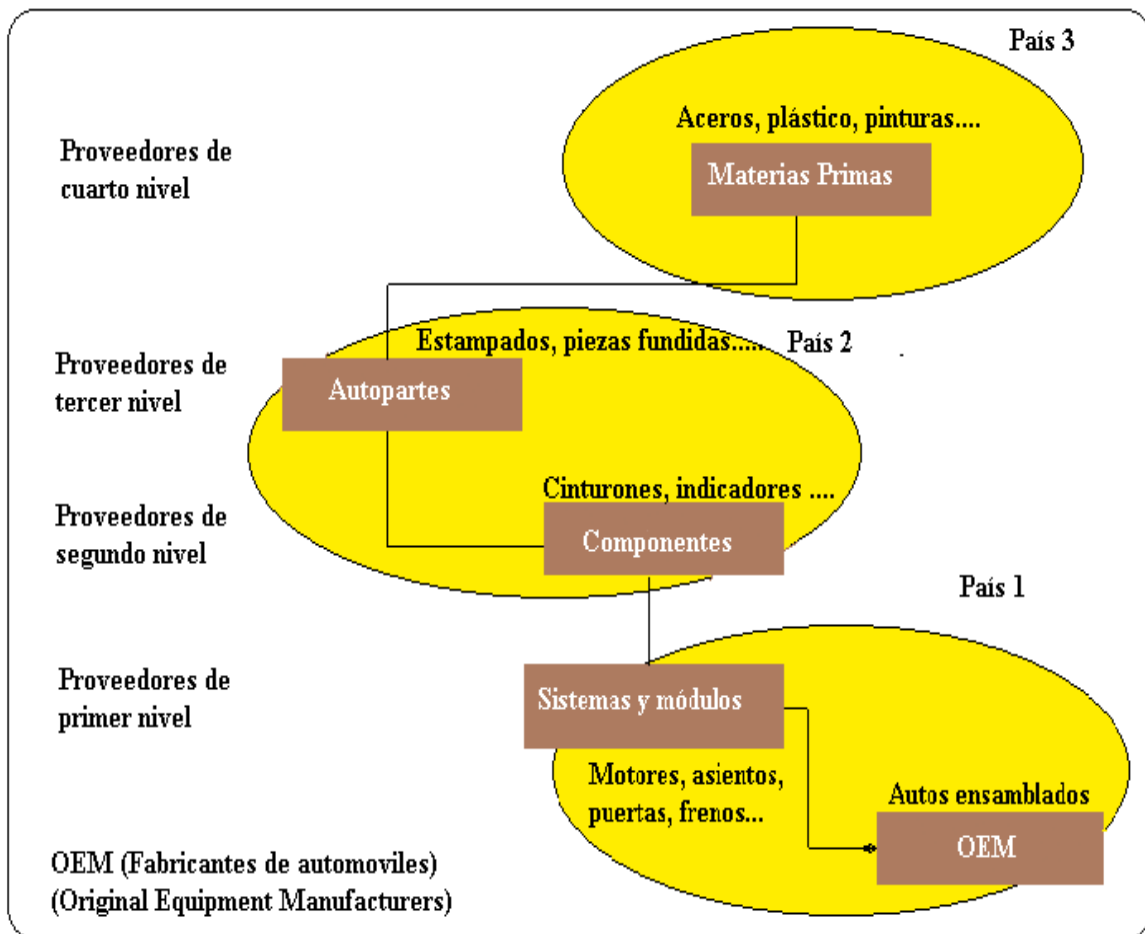 País 3
Aceros, plástico, pinturas....
Proveedores de
cuarto nivel
Materias Primas
Estampados, piezas fundidas.....
País 2
Proveedores de
tercer nivel
Autopartes
Cinturones, indicadores ....
Proveedores de
segundo nivel
Componentes
País 1
Proveedores de
primer nivel
Sistemas y módulos
Motores, asientos,
puertas, frenos...
Autos ensamblados
OEM
OEM (Fabricantes de automoviles)
(Original Equipment Manufacturers)